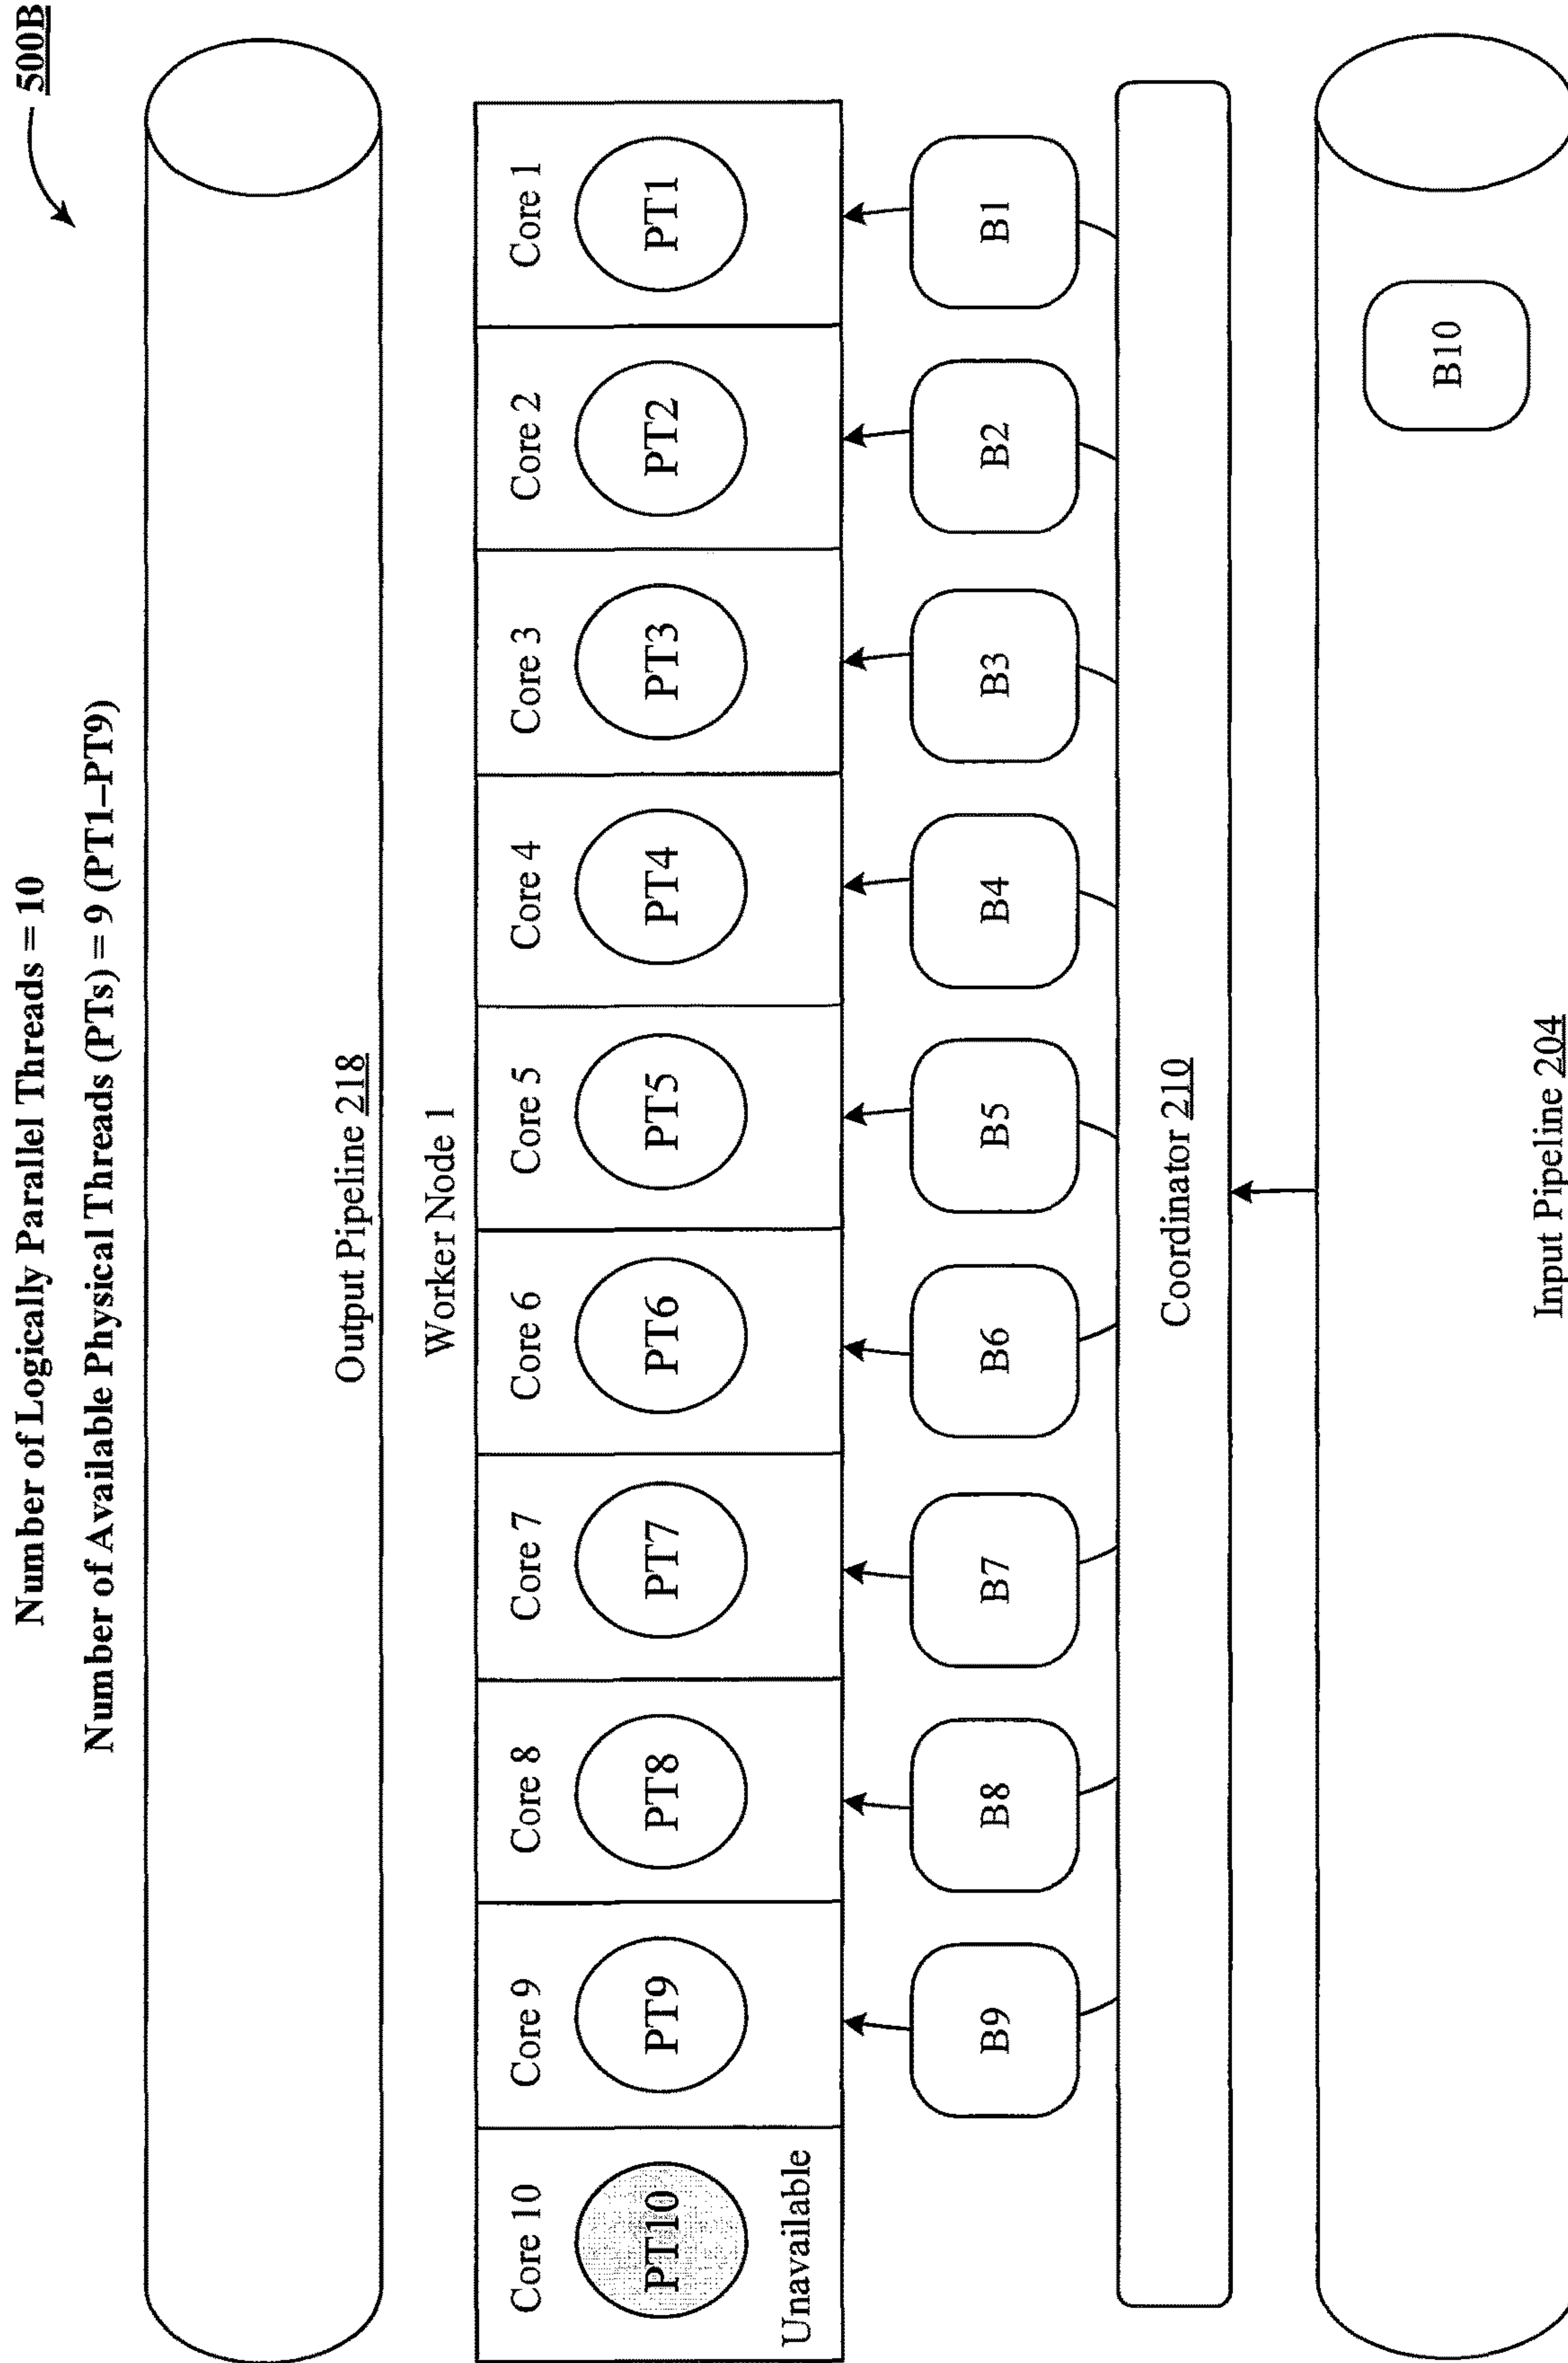 Number of Logically Parallel Threads = 10
500B
Number of Available Physical Threads (PTs) = 9 (PT1–PT9)
Output Pipeline 218
Worker Node 1
Core 10
Core 9
Core 8
Core 7
Core 6
Core 5
Core 4
Core 3
Core 2
Core 1
PT10
PT9
PT8
PT7
PT6
PT5
PT4
PT3
PT2
PT1
Unavailable
B9
B8
B7
B6
B5
B4
B3
B2
B1
Coordinator 210
B10
Input Pipeline 204